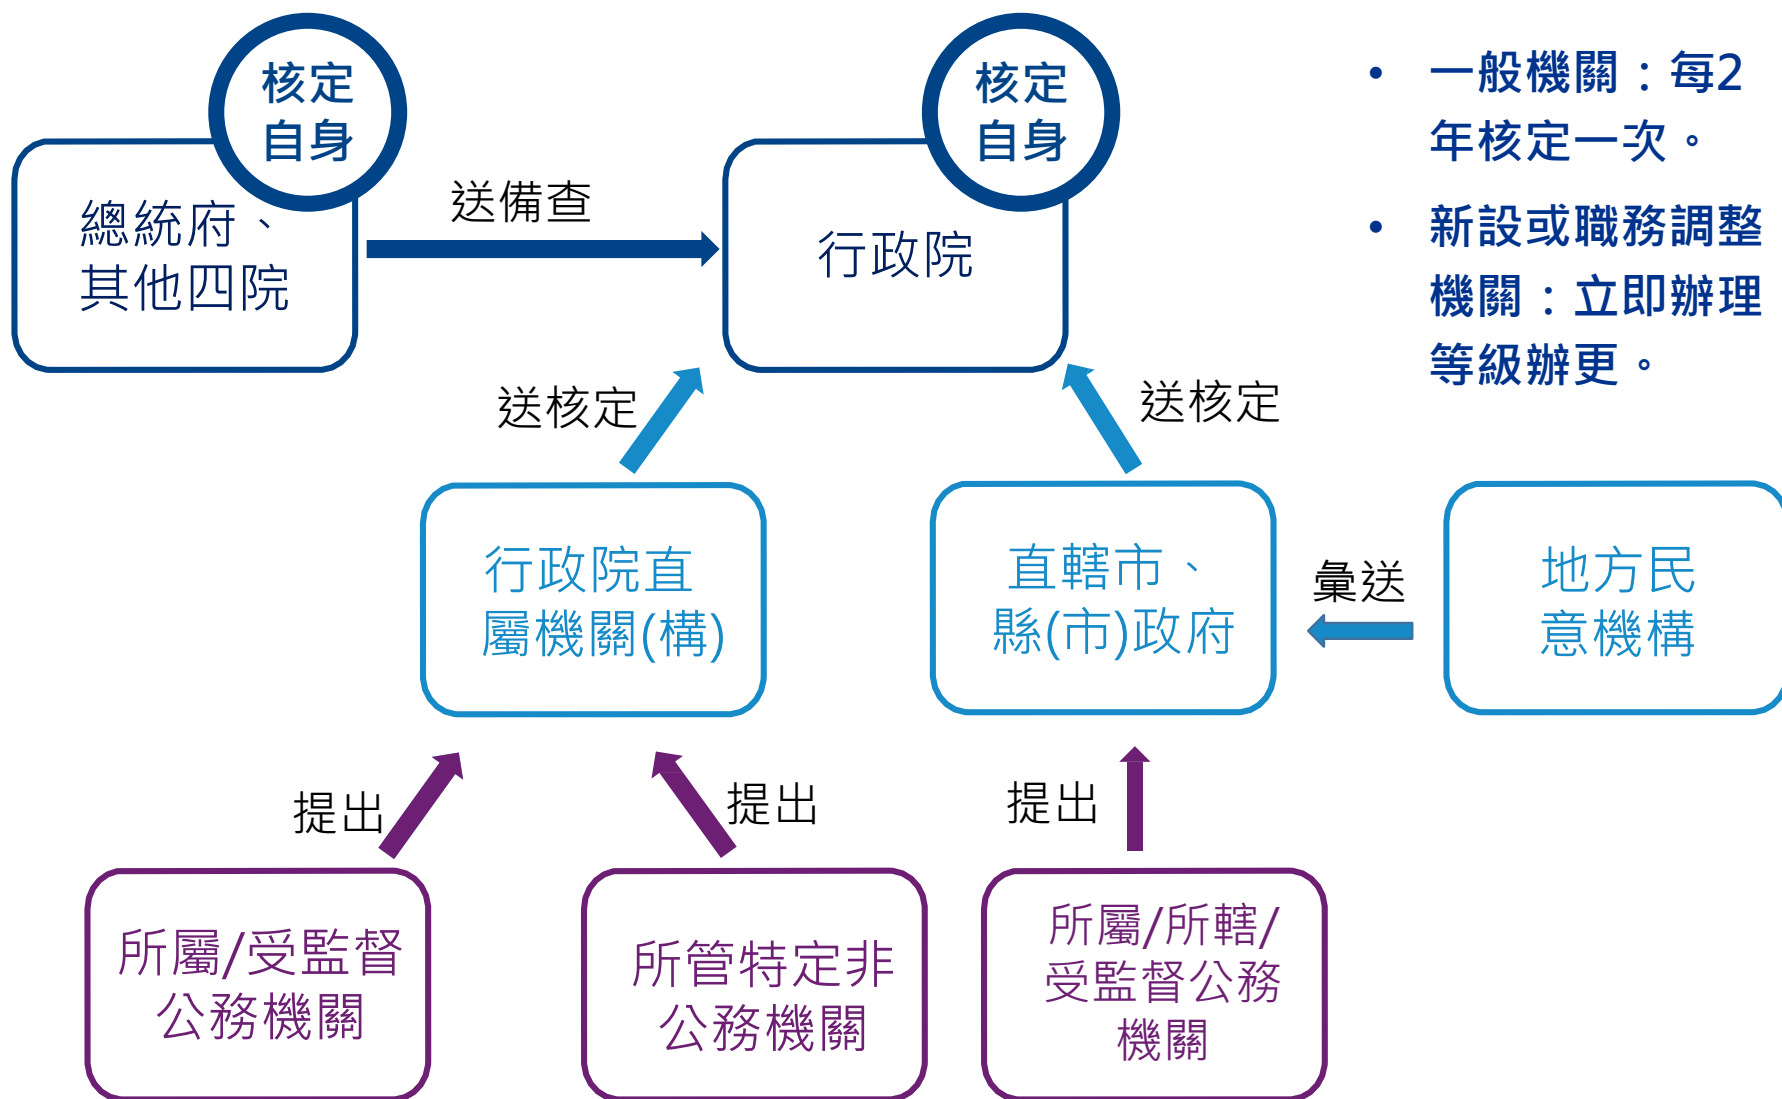 核定
自身
總統府、
其他四院
送備查
核定
自身
行政院
• 一般機關：每2
年核定一次。
• 新設或職務調整
機關：立即辦理
等級辦更。
送核定
送核定
行政院直
屬機關(構)
直轄市、
縣(市)政府
彙送
地方民
意機構
提出
提出
提出
所屬/受監督
公務機關
所管特定非
公務機關
所屬/所轄/
受監督公務
機關